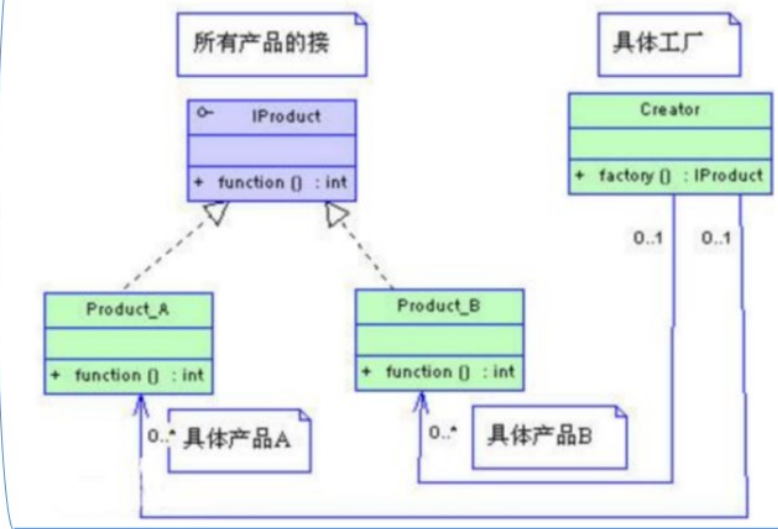 所有产品的接
具体工厂
IProduct
+ function () : int
Creator
+ factory () : IProduct
0..1
0..1
Product_A
+ function () : int
Product_B
+ function () : int
0..*
具体产品A
0..*
具体产品B